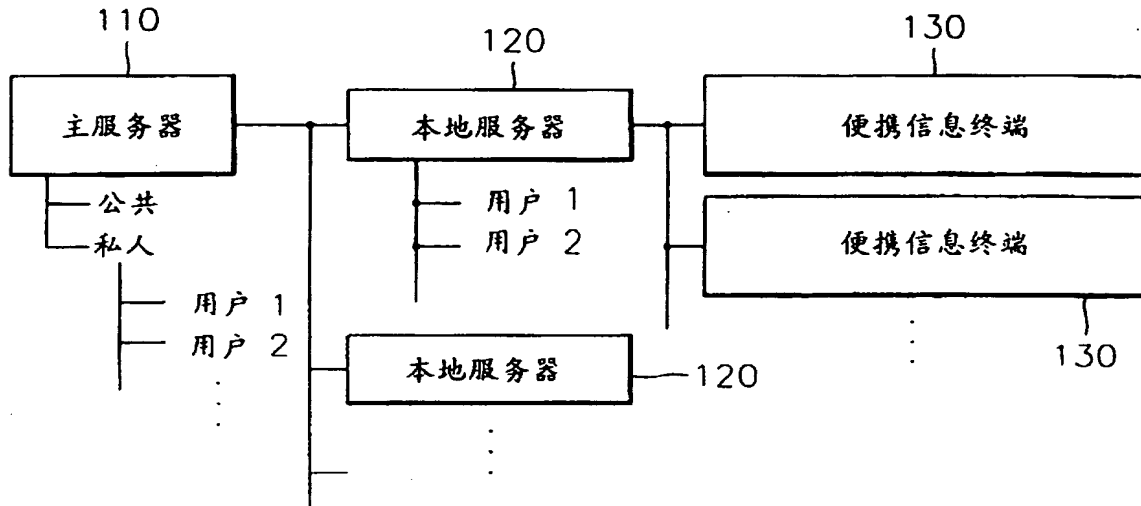 110
120
130
主服务器
本地服务器
便携信息终端
公共
私人
用户 1
用户 2
用户 1
用户 2
便携信息终端
130
本地服务器
120